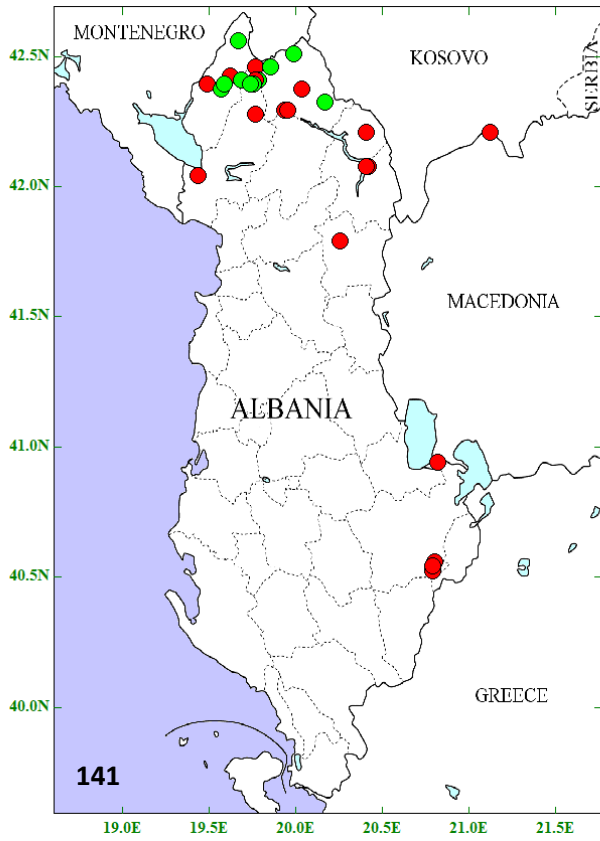 MONTENEGRO
KOSOVO
SERBIA
MACEDONIA
ALBANIA
GREECE
141
42.5N
42.0N
41.5N
41.0N
40.5N
40.0N
19.0E 19.5E 20.0E 20.5E 21.0E 21.5E